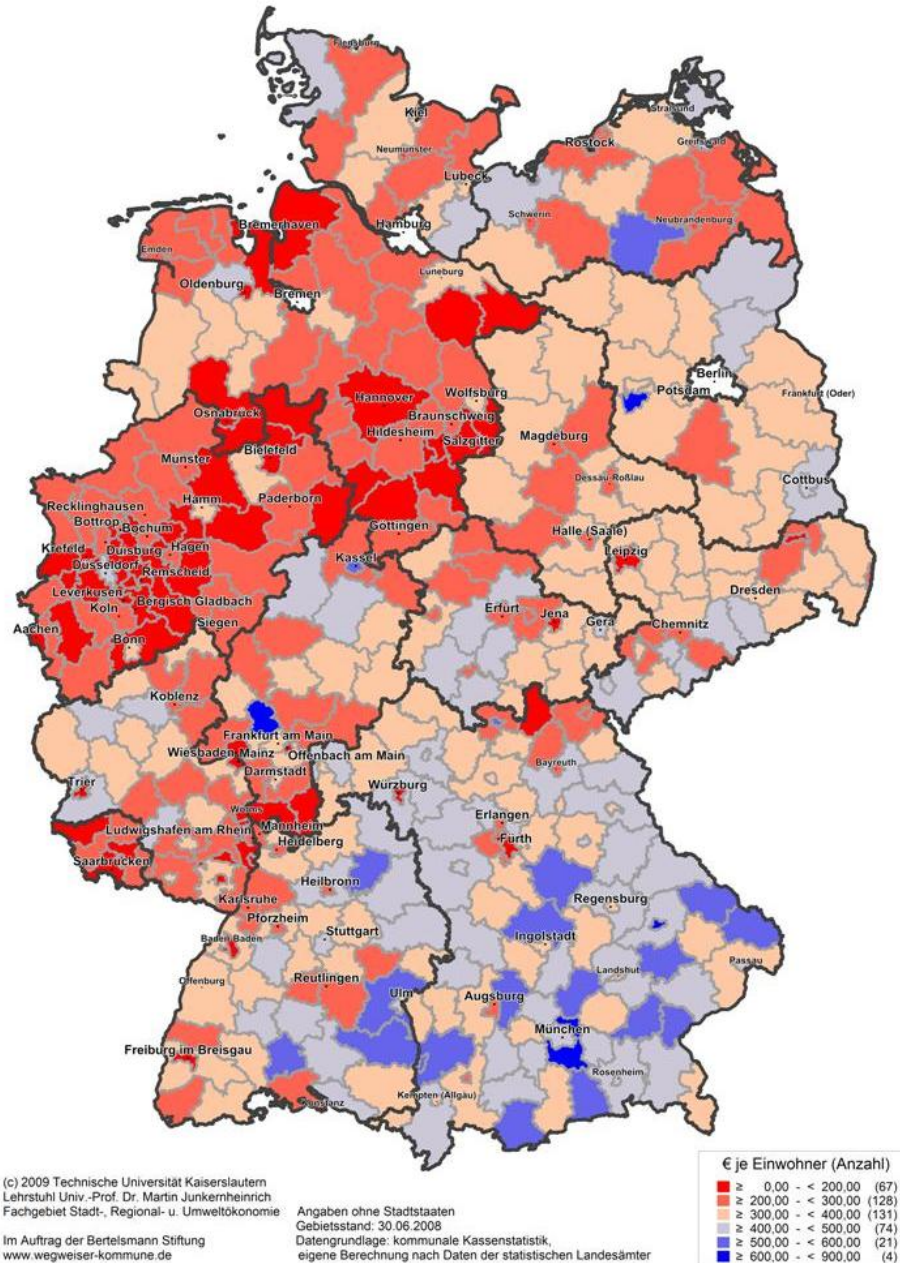 Flensburg
Kiel
Stralsund
Rostock
Greifswald
Neumünster
Lübeck
Schwerin
Neubrandenburg
Bremerhaven
Hamburg
Emden
Oldenburg
Lüneburg
Bremen
Berlin
Potsdam
Frankfurt (Oder)
Osnabrück
Hannover
Wolfsburg
Braunschweig
Hildesheim
Salzgitter
Magdeburg
Bielefeld
Münster
Hamm
Paderborn
Dessau-Roßlau
Cottbus
Recklinghausen
Bottrop
Bochum
Göttingen
Halle (Saale)
Leipzig
Krefeld
Duisburg
Hagen
Düsseldorf
Remscheid
Kassel
Leverkusen
Bergisch Gladbach
Köln
Erfurt
Jena
Gera
Dresden
Chemnitz
Siegen
Aachen
Bonn
Koblenz
Frankfurt am Main
Wiesbaden
Mainz
Offenbach am Main
Darmstadt
Bayreuth
Trier
Würzburg
Worms
Ludwigshafen am Rhein
Mannheim
Erlangen
Fürth
Heidelberg
Saarbrücken
Heilbronn
Karlsruhe
Regensburg
Pforzheim
Stuttgart
Baden-Baden
Ingolstadt
Passau
Landshut
Offenburg
Reutlingen
Ulm
Augsburg
München
Freiburg im Breisgau
Rosenheim
Kempten (Allgäu)
Konstanz
(c) 2009 Technische Universität Kaiserslautern
Lehrstuhl Univ.-Prof. Dr. Martin Junkernheinrich
Fachgebiet Stadt-, Regional- u. Umweltökonomie
Im Auftrag der Bertelsmann Stiftung
www.wegweiser-kommune.de
Angaben ohne Stadtstaaten
Gebietsstand: 30.06.2008
Datengrundlage: kommunale Kassenstatistik,
eigene Berechnung nach Daten der statistischen Landesämter
€ je Einwohner (Anzahl)
≥ 0,00 - < 200,00 (67)
≥ 200,00 - < 300,00 (128)
≥ 300,00 - < 400,00 (131)
≥ 400,00 - < 500,00 (74)
≥ 500,00 - < 600,00 (21)
≥ 600,00 - < 900,00 (4)